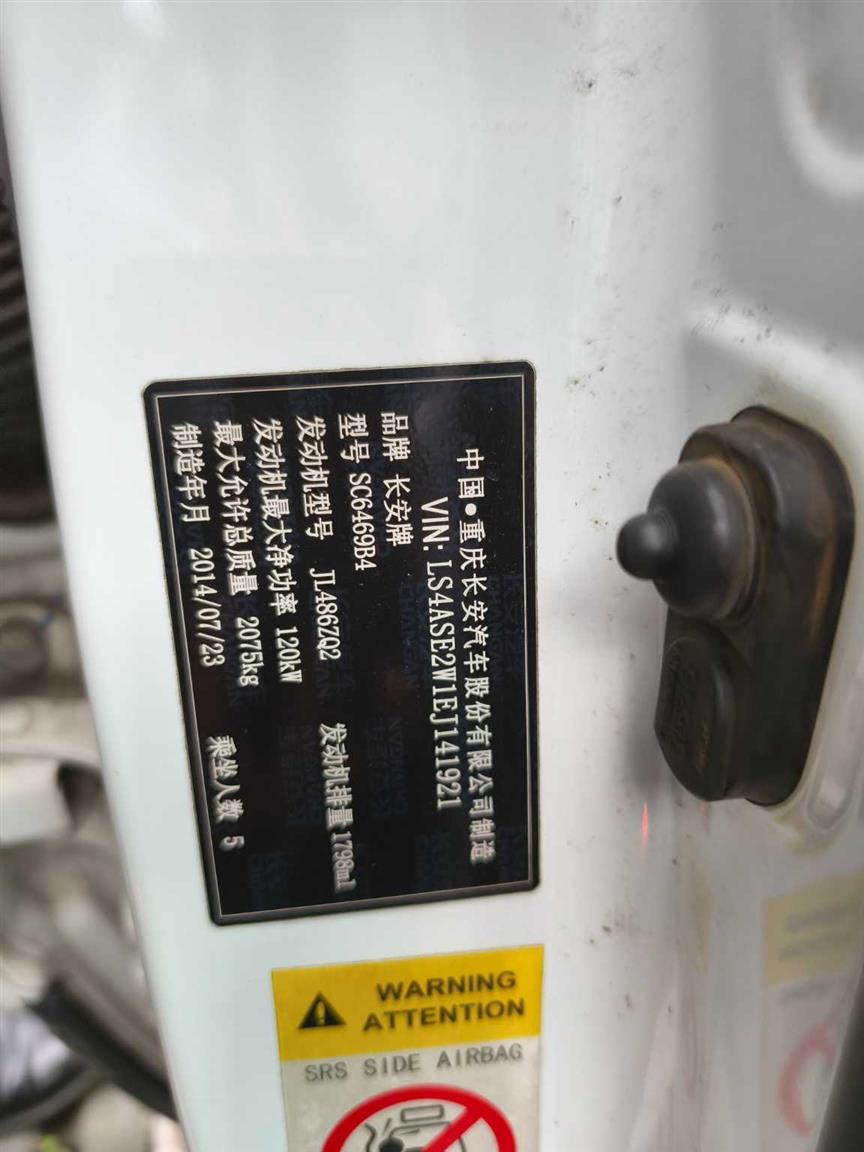 中国•重庆长安汽车股份有限公司制造
VIN: LS4ASE2W1EJ141921
品牌 长安牌
型号 SC6469B4
发动机型号 JL486ZQ2 发动机排量 1798ml
发动机最大净功率 120kW
最大允许总质量 2075kg 乘坐人数 5
制造年月 2014/07/23
WARNING
ATTENTION
SRS SIDE AIRBAG